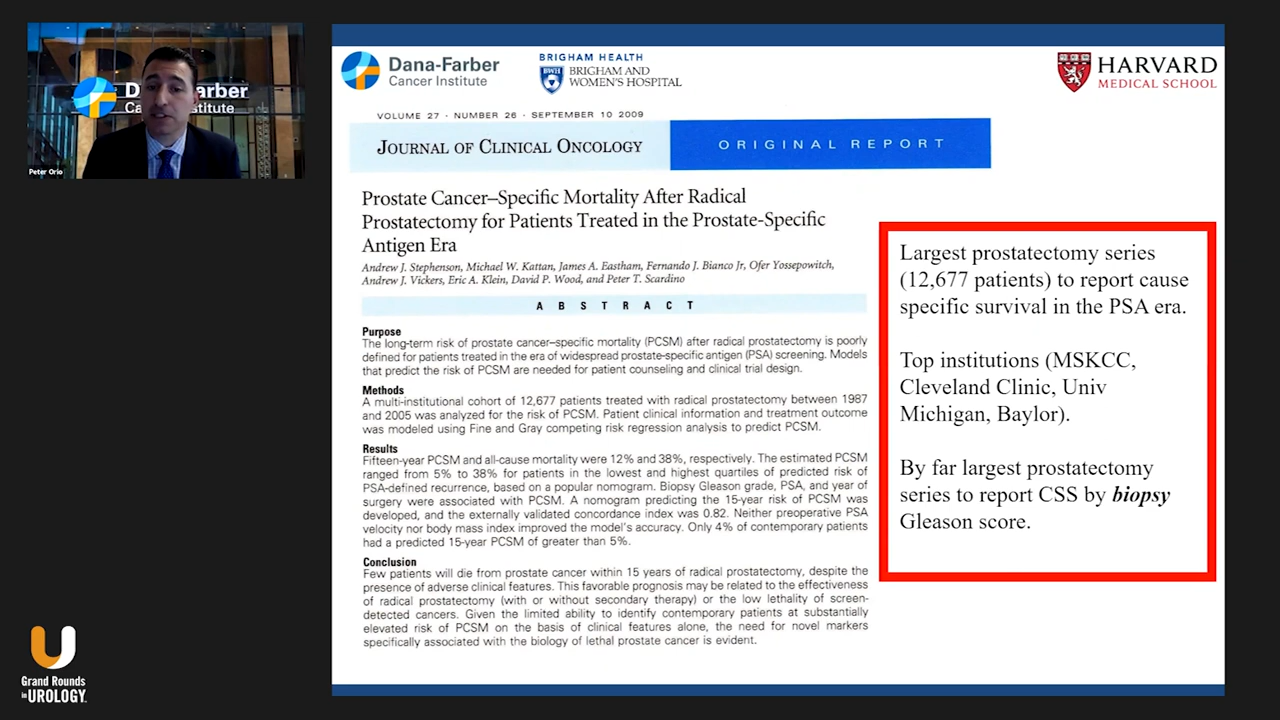 Dana-Farber
Cancer Institute
Peter Orio
Dana-Farber
Cancer Institute
BRIGHAM HEALTH
BWH
BRIGHAM AND
WOMEN'S HOSPITAL
HARVARD
MEDICAL SCHOOL
VOLUME 27 · NUMBER 26 · SEPTEMBER 10 2009
JOURNAL OF CLINICAL ONCOLOGY
ORIGINAL REPORT
Prostate Cancer–Specific Mortality After Radical
Prostatectomy for Patients Treated in the Prostate-Specific
Antigen Era
Andrew J. Stephenson, Michael W. Kattan, James A. Eastham, Fernando J. Bianco Jr, Ofer Yossepowitch,
Andrew J. Vickers, Eric A. Klein, David P. Wood, and Peter T. Scardino
ABSTRACT
Purpose
The long-term risk of prostate cancer–specific mortality (PCSM) after radical prostatectomy is poorly
defined for patients treated in the era of widespread prostate-specific antigen (PSA) screening. Models
that predict the risk of PCSM are needed for patient counseling and clinical trial design.
Methods
A multi-institutional cohort of 12,677 patients treated with radical prostatectomy between 1987
and 2005 was analyzed for the risk of PCSM. Patient clinical information and treatment outcome
was modeled using Fine and Gray competing risk regression analysis to predict PCSM.
Results
Fifteen-year PCSM and all-cause mortality were 12% and 38%, respectively. The estimated PCSM
ranged from 5% to 38% for patients in the lowest and highest quartiles of predicted risk of
PSA-defined recurrence, based on a popular nomogram. Biopsy Gleason grade, PSA, and year of
surgery were associated with PCSM. A nomogram predicting the 15-year risk of PCSM was
developed, and the externally validated concordance index was 0.82. Neither preoperative PSA
velocity nor body mass index improved the model's accuracy. Only 4% of contemporary patients
had a predicted 15-year PCSM of greater than 5%.
Conclusion
Few patients will die from prostate cancer within 15 years of radical prostatectomy, despite the
presence of adverse clinical features. This favorable prognosis may be related to the effectiveness
of radical prostatectomy (with or without secondary therapy) or the low lethality of screen-
detected cancers. Given the limited ability to identify contemporary patients at substantially
elevated risk of PCSM on the basis of clinical features alone, the need for novel markers
specifically associated with the biology of lethal prostate cancer is evident.
Largest prostatectomy series
(12,677 patients) to report cause
specific survival in the PSA era.
Top institutions (MSKCC,
Cleveland Clinic, Univ
Michigan, Baylor).
By far largest prostatectomy
series to report CSS by biopsy
Gleason score.
Grand Rounds
in UROLOGY